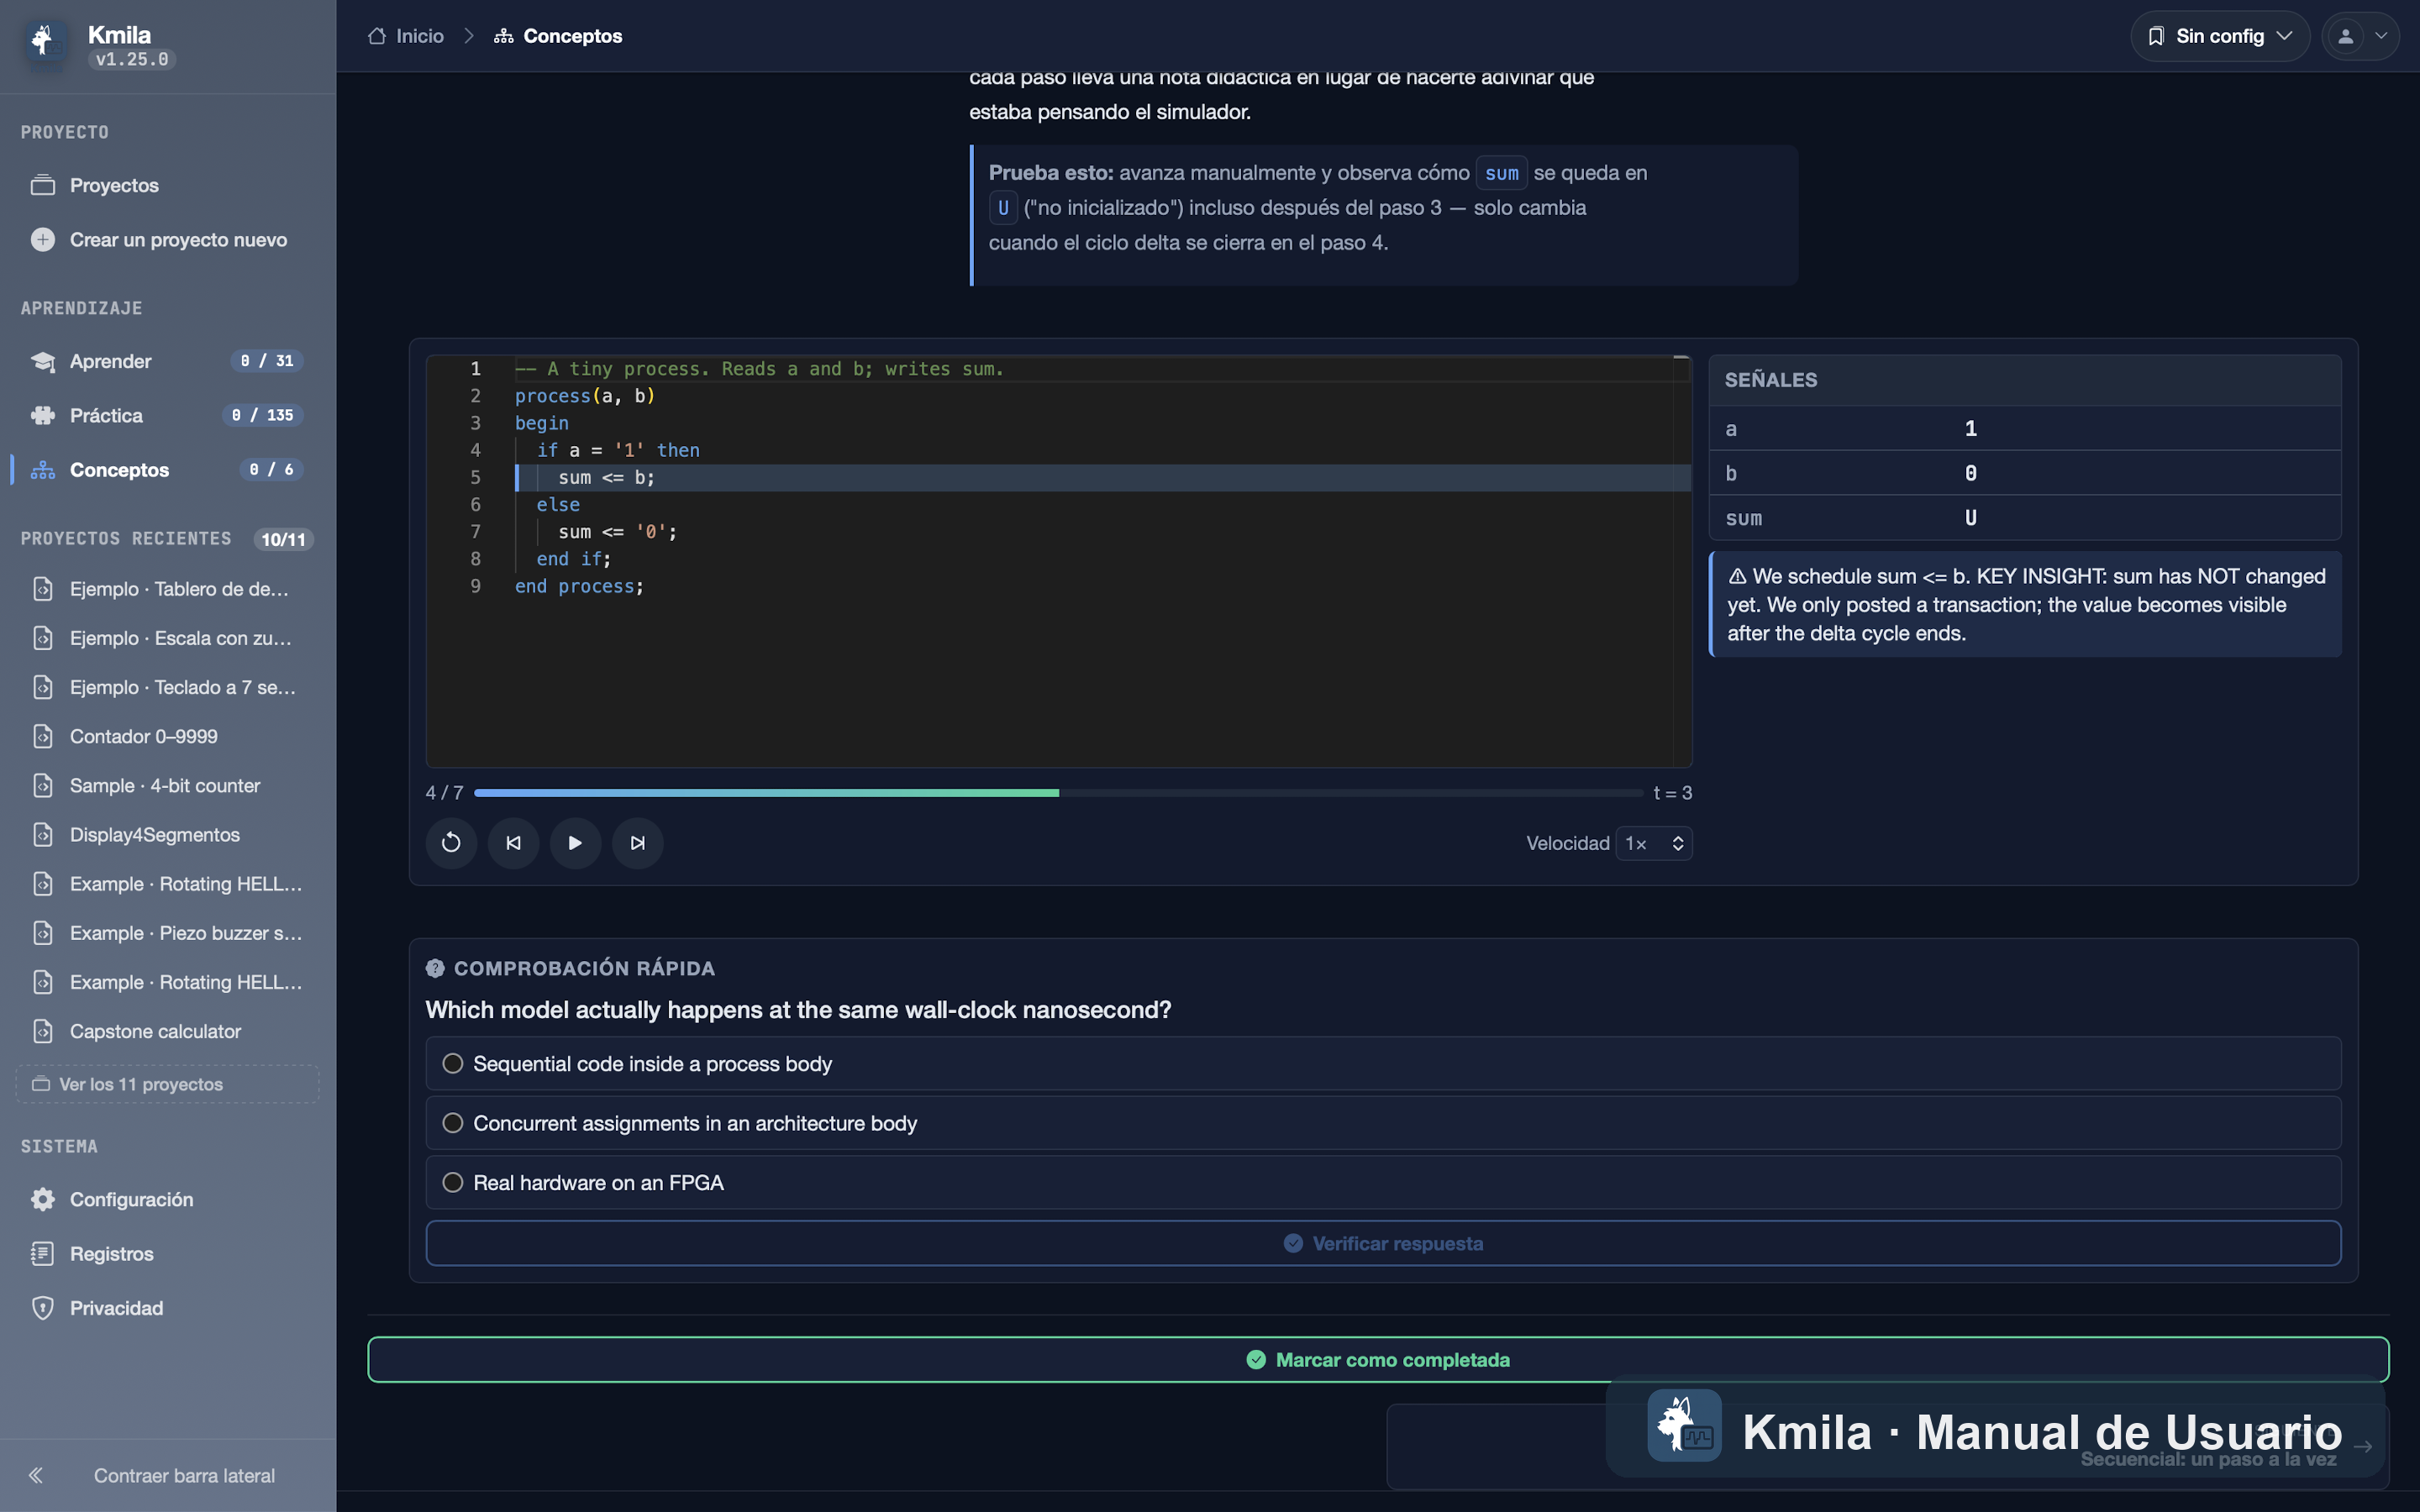 Kmila
v1.25.0
PROYECTO
Proyectos
Crear un proyecto nuevo
APRENDIZAJE
Aprender 0 / 31
Práctica 0 / 135
Conceptos 0 / 6
PROYECTOS RECIENTES 10/11
Ejemplo · Tablero de de…
Ejemplo · Escala con zu…
Ejemplo · Teclado a 7 se…
Contador 0–9999
Sample · 4-bit counter
Display4Segmentos
Example · Rotating HELL…
Example · Piezo buzzer s…
Example · Rotating HELL…
Capstone calculator
Ver los 11 proyectos
SISTEMA
Configuración
Registros
Privacidad
Contraer barra lateral
Inicio
Conceptos
Sin config
cada paso lleva una nota didáctica en lugar de hacerte adivinar que
estaba pensando el simulador.
Prueba esto: avanza manualmente y observa cómo sum se queda en
U ("no inicializado") incluso después del paso 3 — solo cambia
cuando el ciclo delta se cierra en el paso 4.
1 -- A tiny process. Reads a and b; writes sum.
2 process(a, b)
3 begin
4 if a = '1' then
5 sum <= b;
6 else
7 sum <= '0';
8 end if;
9 end process;
4 / 7
t = 3
Velocidad 1×
SEÑALES
a 1
b 0
sum U
⚠ We schedule sum <= b. KEY INSIGHT: sum has NOT changed
yet. We only posted a transaction; the value becomes visible
after the delta cycle ends.
COMPROBACIÓN RÁPIDA
Which model actually happens at the same wall-clock nanosecond?
Sequential code inside a process body
Concurrent assignments in an architecture body
Real hardware on an FPGA
Verificar respuesta
Marcar como completada
Kmila · Manual de Usuario
Secuencial: un paso a la vez